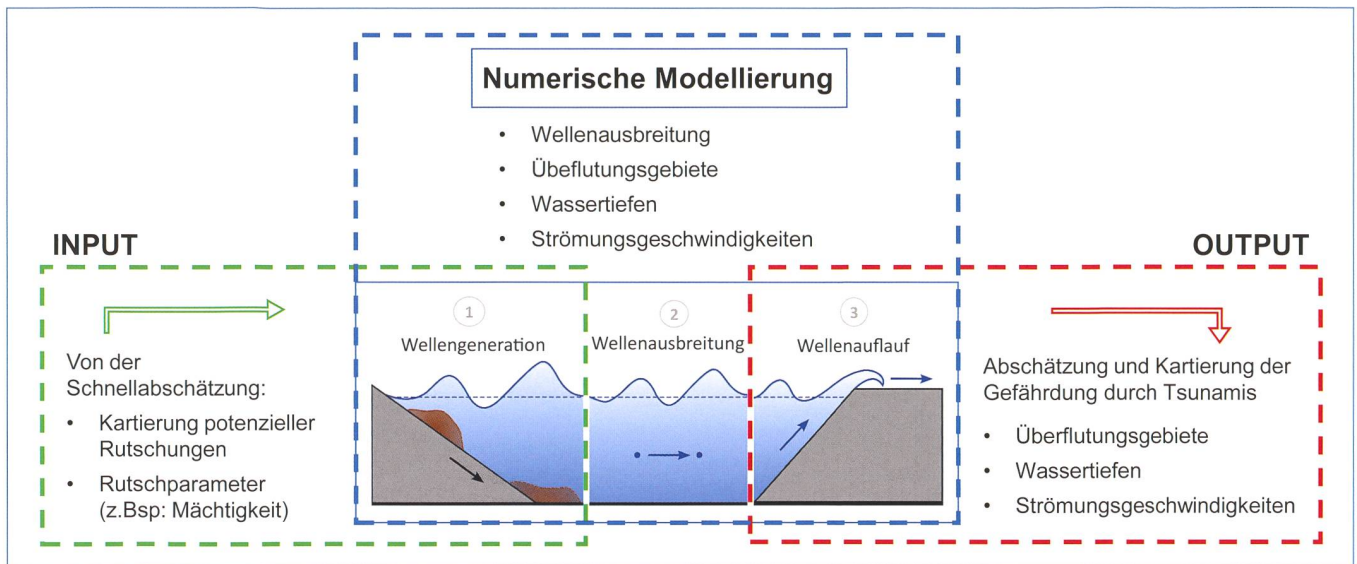 Numerische Modellierung
• Wellenausbreitung
• Übeflutungsgebiete
• Wassertiefen
• Strömungsgeschwindigkeiten
INPUT
Von der
Schnellabschätzung:
• Kartierung potenzieller
Rutschungen
• Rutschparameter
(z.Bsp: Mächtigkeit)
1
Wellengeneration
2
Wellenausbreitung
3
Wellenauflauf
OUTPUT
Abschätzung und Kartierung der
Gefährdung durch Tsunamis
• Überflutungsgebiete
• Wassertiefen
• Strömungsgeschwindigkeiten